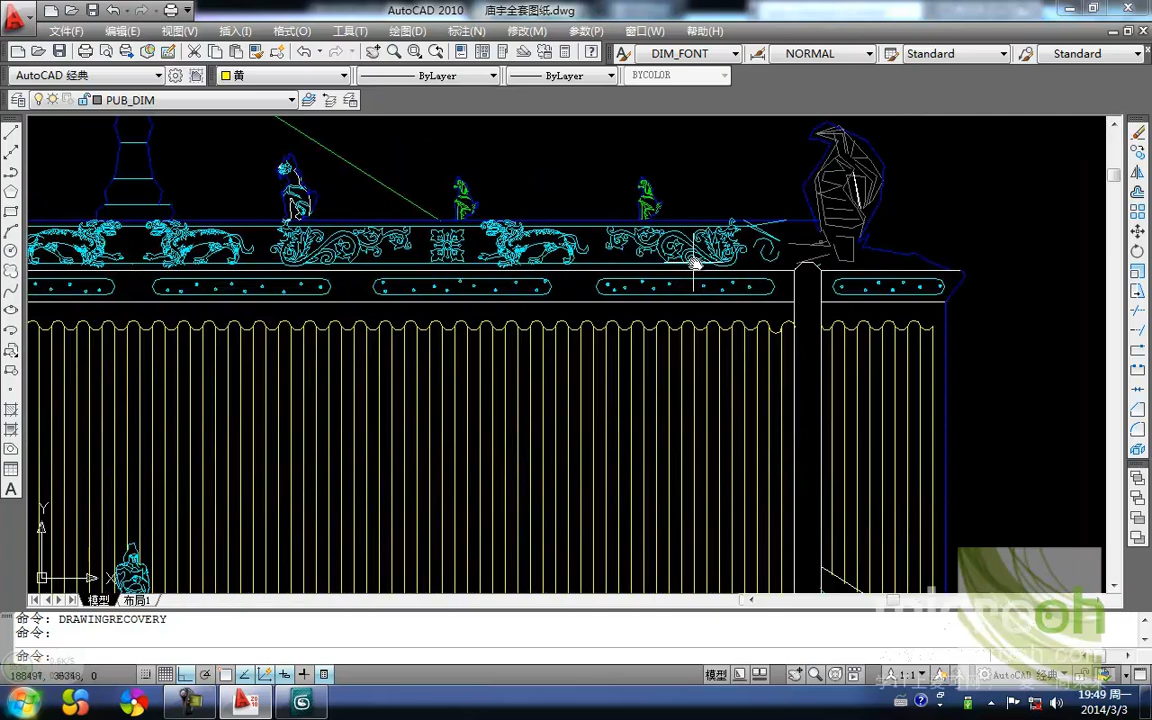 AutoCAD 2010 庙宇全套图纸.dwg
文件(F) 编辑(E) 视图(V) 插入(I) 格式(O) 工具(T) 绘图(D) 标注(N) 修改(M) 参数(P) 窗口(W) 帮助(H)
DIM_FONT NORMAL Standard Standard
AutoCAD 经典 黄 ByLayer ByLayer BYCOLOR
PUB_DIM
Y
X
模型 布局1
命令: DRAWINGRECOVERY
命令:
命令:
模型 1:1 AutoCAD 经典
19:49 周一
2014/3/3